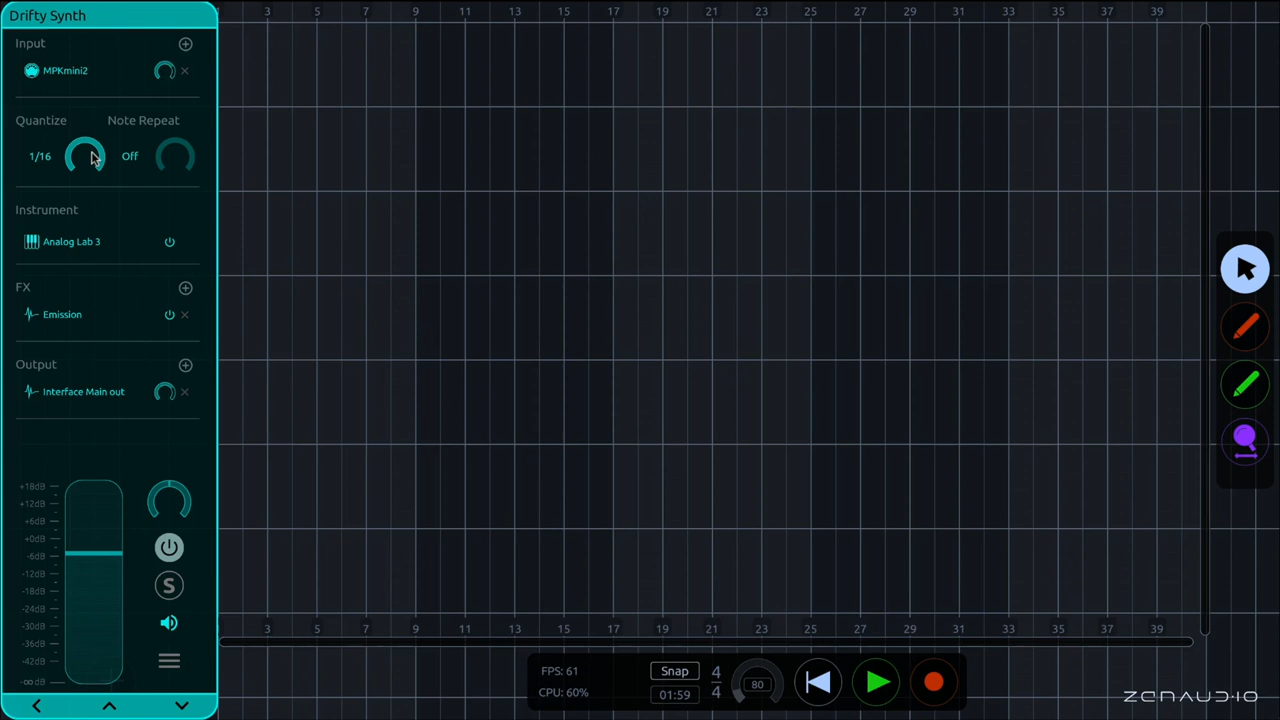 Drifty Synth
3 5 7 9 11 13 15 17 19 21 23 25 27 29 31 33 35 37 39
Input
MPKmini2
Quantize Note Repeat
1/16 Off
Instrument
Analog Lab 3
FX
Emission
Output
Interface Main out
+18dB
+12dB
+6dB
+0dB
-6dB
-12dB
-18dB
-24dB
-30dB
-36dB
-42dB
-∞dB
S
3 5 7 9 11 13 15 17 19 21 23 25 27 29 31 33 35 37 39
FPS: 61
CPU: 60%
Snap
01:59
4
4
80
ZENAUDIO